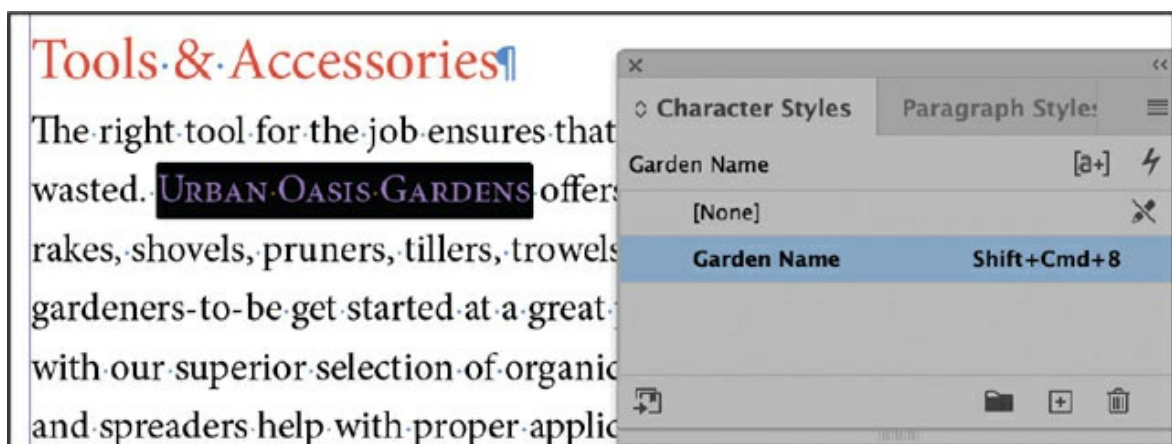 Tools & Accessories¶
The right tool for the job ensures that
wasted. URBAN OASIS GARDENS offers
rakes, shovels, pruners, tillers, trowels
gardeners-to-be get started at a great
with our superior selection of organic
and spreaders help with proper applic
Character Styles Paragraph Styles
Garden Name [a+]
[None]
Garden Name Shift+Cmd+8